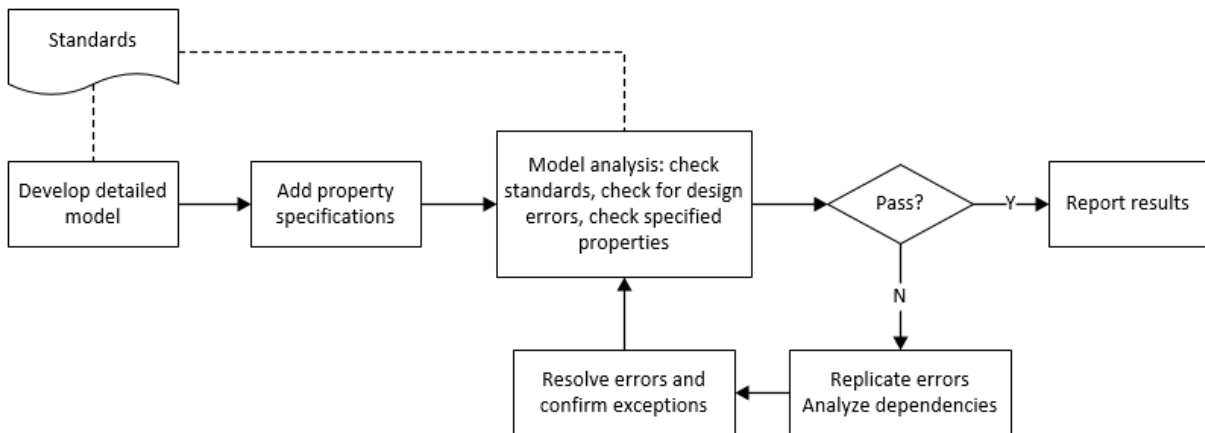 Standards
Develop detailed
model
Add property
specifications
Model analysis: check
standards, check for design
errors, check specified
properties
Pass?
Y
Report results
N
Resolve errors and
confirm exceptions
Replicate errors
Analyze dependencies